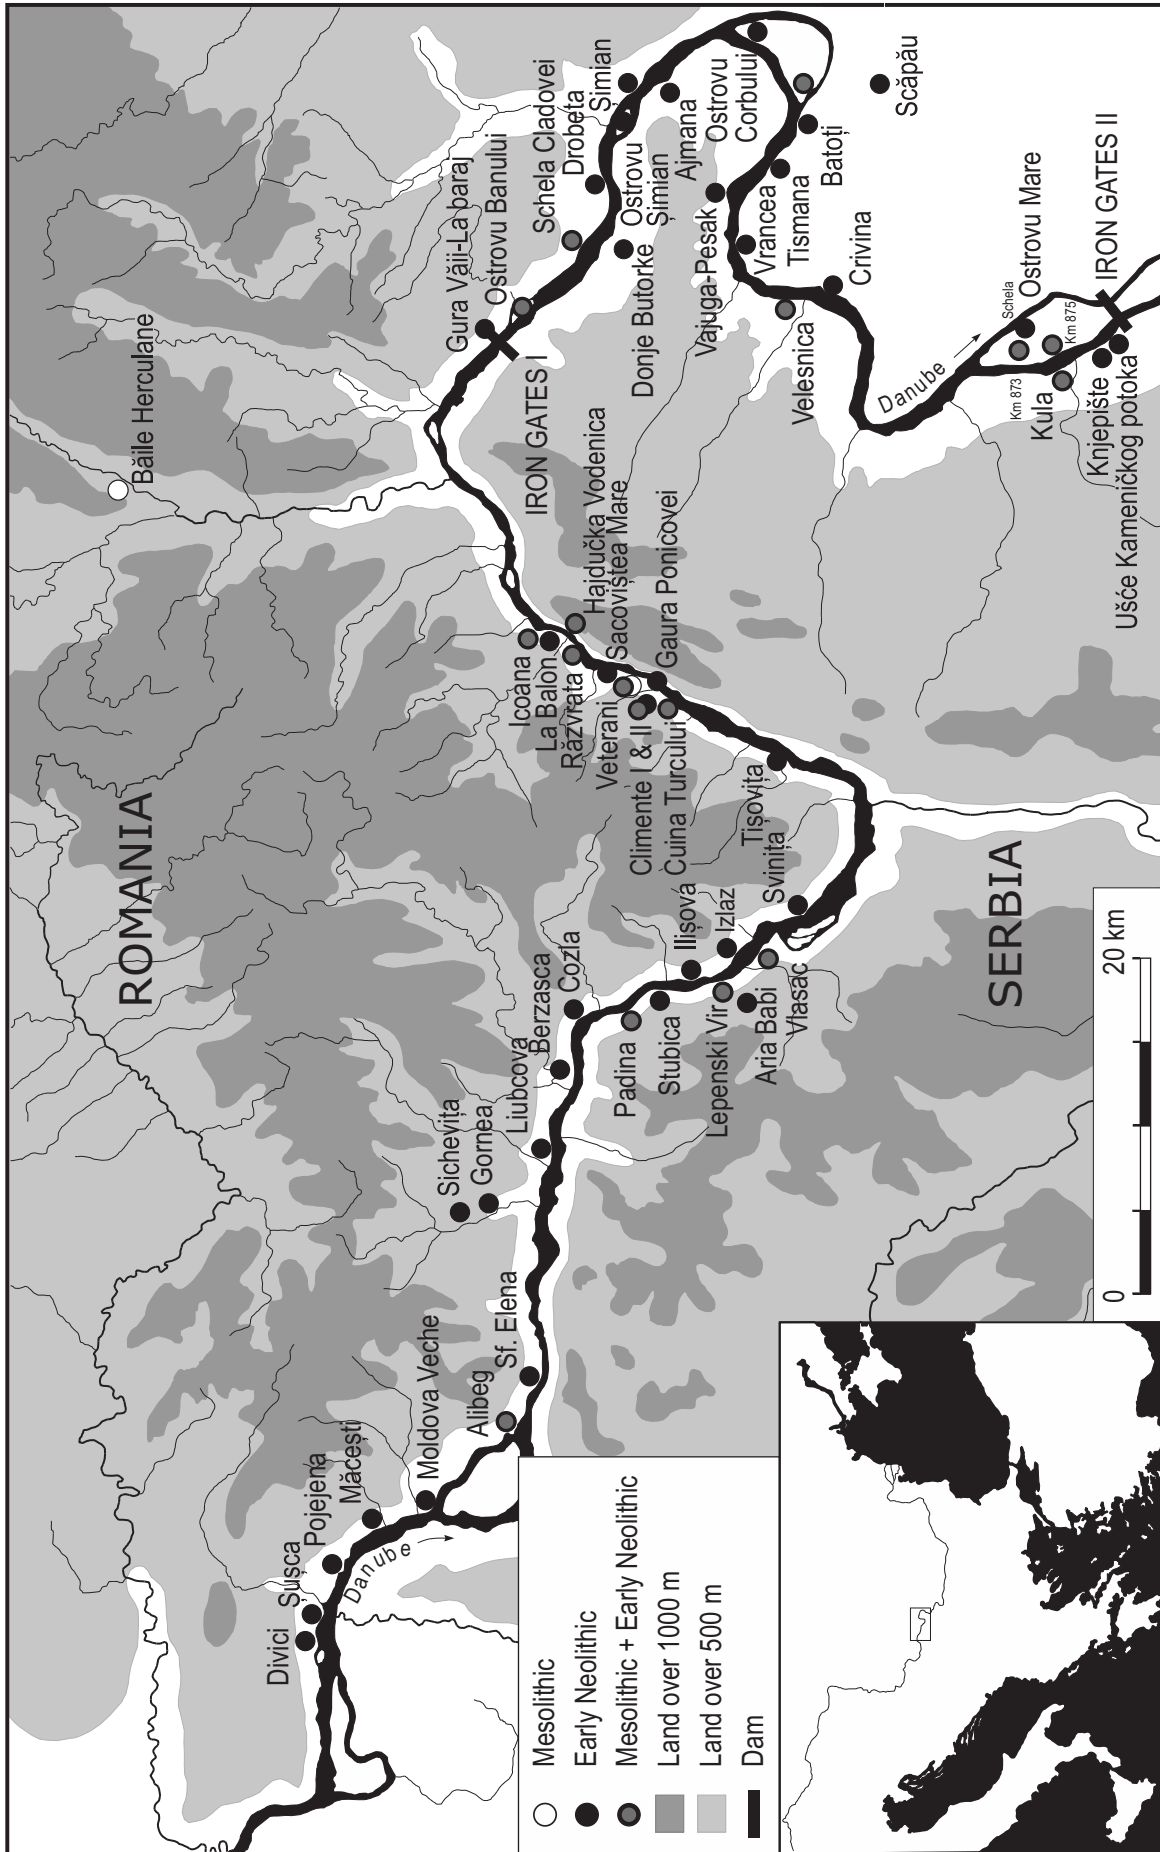 ROMANIA
SERBIA
Băile Herculane
Gura Văii-La baraj
Ostrovu Banului
Schela Cladovei
Drobeta
Șimian
Ostrovu
Șimian
Ajmana
Ostrovu
Corbului
Scăpău
Batoți
Tismana
Vrancea
Vajuga-Pesak
Donje Butorke
IRON GATES I
Crivina
Velesnica
Danube
Schela
Ostrovu Mare
Km 875
Km 873
Kula
IRON GATES II
Knjepište
Ušće Kameničkog potoka
Hajdučka Vodenica
Sacoviștea Mare
Gaura Ponicovei
Icoana
La Balon
Răzvrata
Veterani
Climente I & II
Cuina Turcului
Tișovița
Svinița
Ilișova
Izlaz
Cozla
Berzasca
Liubcova
Sichevița
Gornea
Padina
Stubica
Lepenski Vir
Aria Babi
Vlasac
Sf. Elena
Alibeg
Moldova Veche
Măcești
Pojejena
Șușca
Divici
Danube
Mesolithic
Early Neolithic
Mesolithic + Early Neolithic
Land over 1000 m
Land over 500 m
Dam
0
20 km